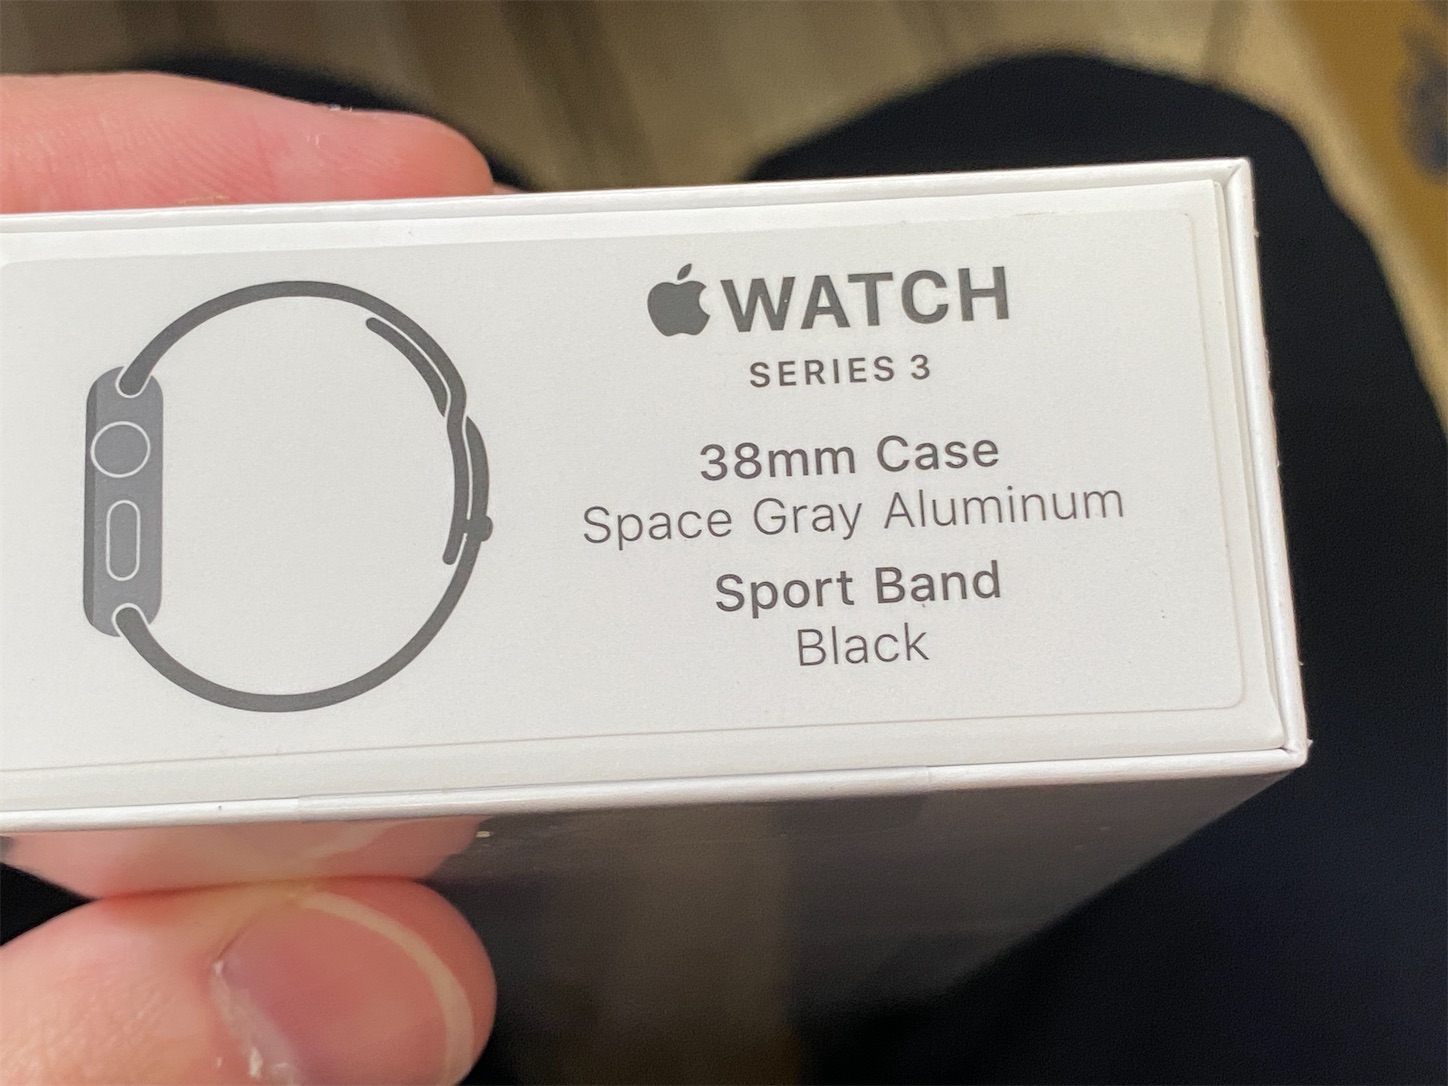 WATCH
SERIES 3
38mm Case
Space Gray Aluminum
Sport Band
Black